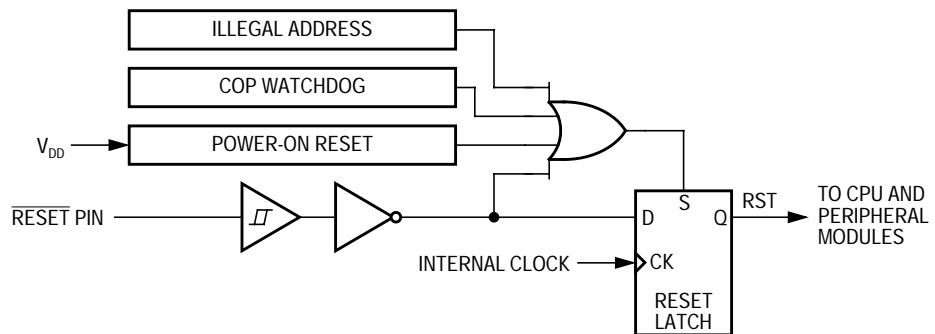 ILLEGAL ADDRESS
COP WATCHDOG
V_DD
POWER-ON RESET
RESET PIN
D
S
Q
RST
TO CPU AND
PERIPHERAL
MODULES
INTERNAL CLOCK
CK
RESET
LATCH